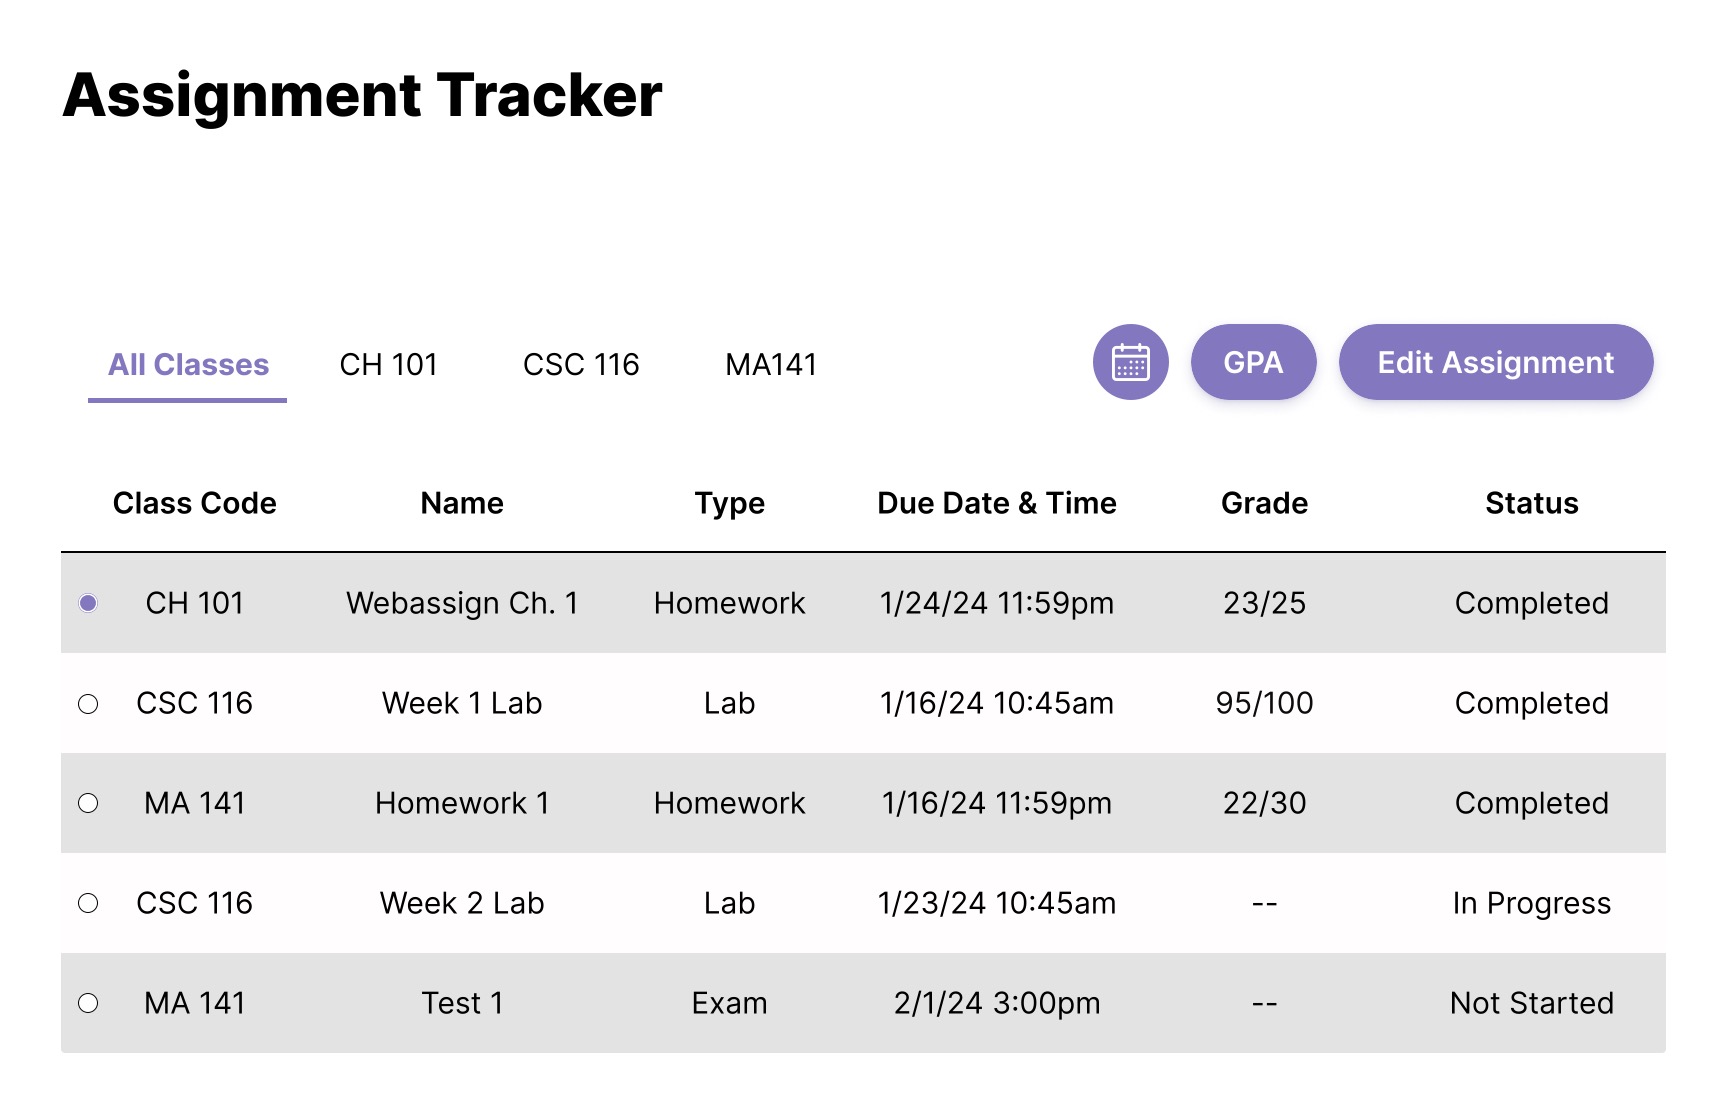 Assignment Tracker
All Classes CH 101 CSC 116 MA141 GPA Edit Assignment
Class Code Name Type Due Date & Time Grade Status
CH 101 Webassign Ch. 1 Homework 1/24/24 11:59pm 23/25 Completed
CSC 116 Week 1 Lab Lab 1/16/24 10:45am 95/100 Completed
MA 141 Homework 1 Homework 1/16/24 11:59pm 22/30 Completed
CSC 116 Week 2 Lab Lab 1/23/24 10:45am -- In Progress
MA 141 Test 1 Exam 2/1/24 3:00pm -- Not Started